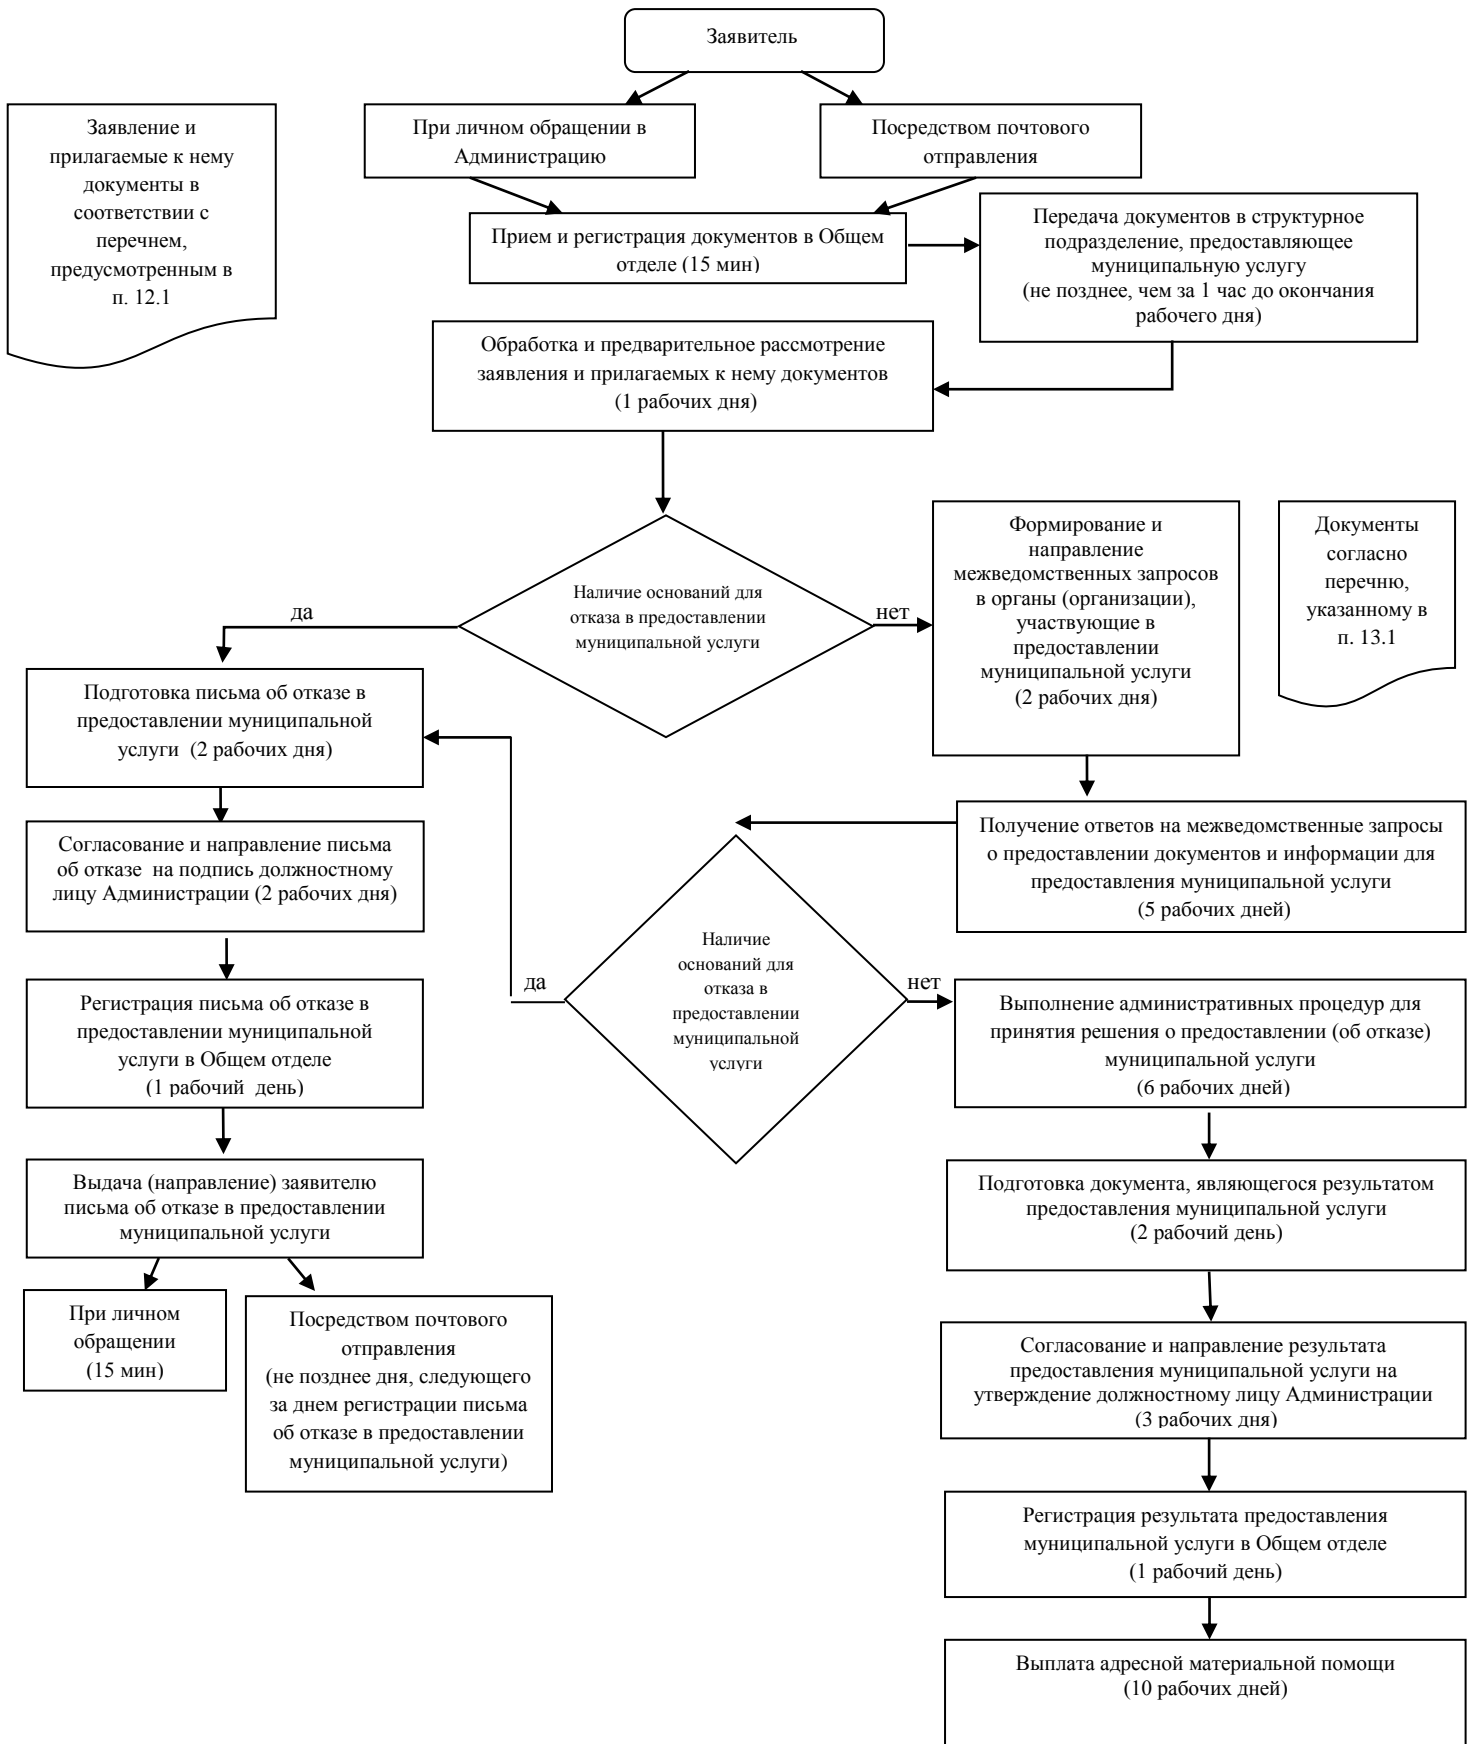 Заявитель
Заявление и
прилагаемые к нему
документы в
соответствии с
перечнем,
предусмотренным в
п. 12.1
При личном обращении в
Администрацию
Посредством почтового
отправления
Прием и регистрация документов в Общем
отделе (15 мин)
Передача документов в структурное
подразделение, предоставляющее
муниципальную услугу
(не позднее, чем за 1 час до окончания
рабочего дня)
Обработка и предварительное рассмотрение
заявления и прилагаемых к нему документов
(1 рабочих дня)
Наличие оснований для
отказа в предоставлении
муниципальной услуги
да
нет
Формирование и
направление
межведомственных запросов
в органы (организации),
участвующие в
предоставлении
муниципальной услуги
(2 рабочих дня)
Документы
согласно
перечню,
указанному в
п. 13.1
Подготовка письма об отказе в
предоставлении муниципальной
услуги (2 рабочих дня)
Получение ответов на межведомственные запросы
о предоставлении документов и информации для
предоставления муниципальной услуги
(5 рабочих дней)
Согласование и направление письма
об отказе на подпись должностному
лицу Администрации (2 рабочих дня)
Наличие
оснований для
отказа в
предоставлении
муниципальной
услуги
да
нет
Регистрация письма об отказе в
предоставлении муниципальной
услуги в Общем отделе
(1 рабочий день)
Выполнение административных процедур для
принятия решения о предоставлении (об отказе)
муниципальной услуги
(6 рабочих дней)
Выдача (направление) заявителю
письма об отказе в предоставлении
муниципальной услуги
Подготовка документа, являющегося результатом
предоставления муниципальной услуги
(2 рабочий день)
При личном
обращении
(15 мин)
Посредством почтового
отправления
(не позднее дня, следующего
за днем регистрации письма
об отказе в предоставлении
муниципальной услуги)
Согласование и направление результата
предоставления муниципальной услуги на
утверждение должностному лицу Администрации
(3 рабочих дня)
Регистрация результата предоставления
муниципальной услуги в Общем отделе
(1 рабочий день)
Выплата адресной материальной помощи
(10 рабочих дней)